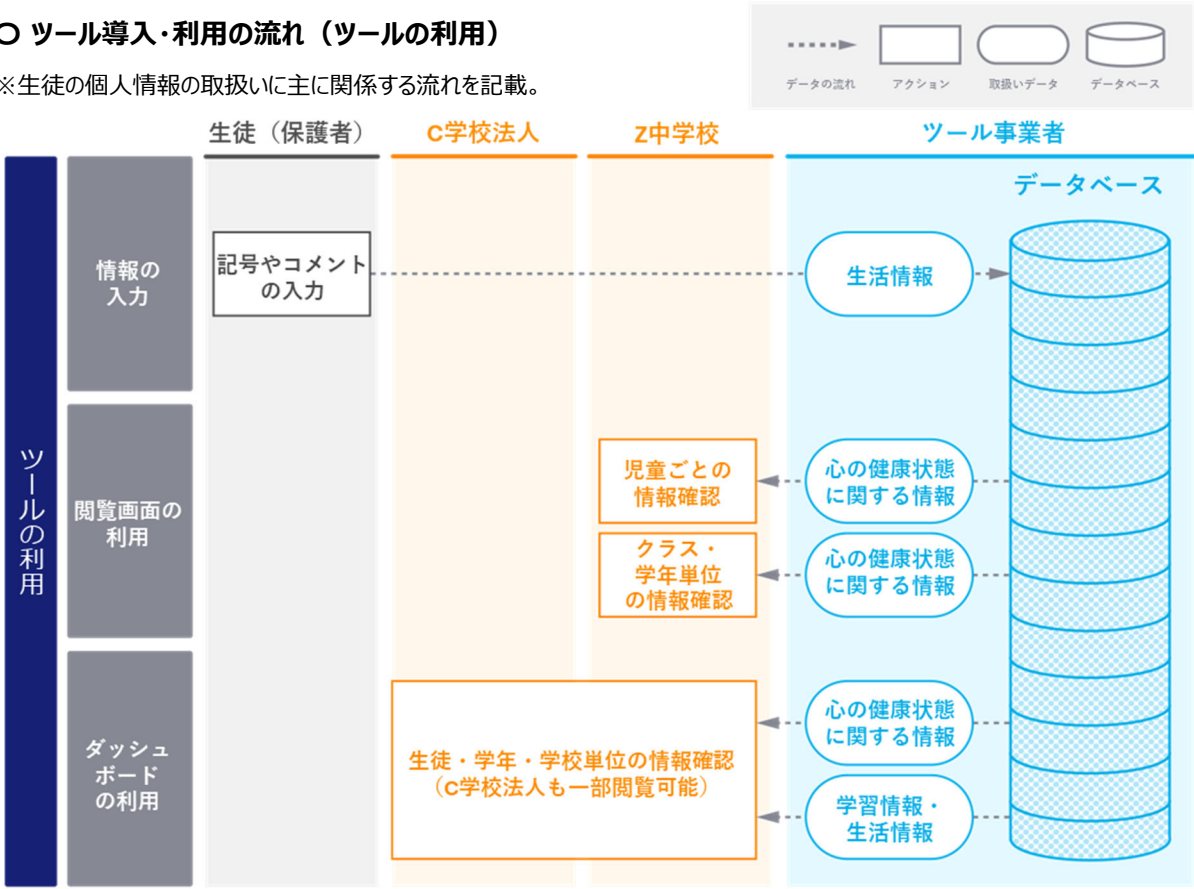 〇 ツール導入・利用の流れ（ツールの利用）
※生徒の個人情報の取扱いに主に関係する流れを記載。
データの流れ
アクション
取扱いデータ
データベース
生徒（保護者）
C学校法人
Z中学校
ツール事業者
データベース
ツールの利用
情報の
入力
記号やコメント
の入力
生活情報
閲覧画面の
利用
児童ごとの
情報確認
心の健康状態
に関する情報
クラス・
学年単位
の情報確認
心の健康状態
に関する情報
ダッシュ
ボード
の利用
生徒・学年・学校単位の情報確認
（C学校法人も一部閲覧可能）
心の健康状態
に関する情報
学習情報・
生活情報